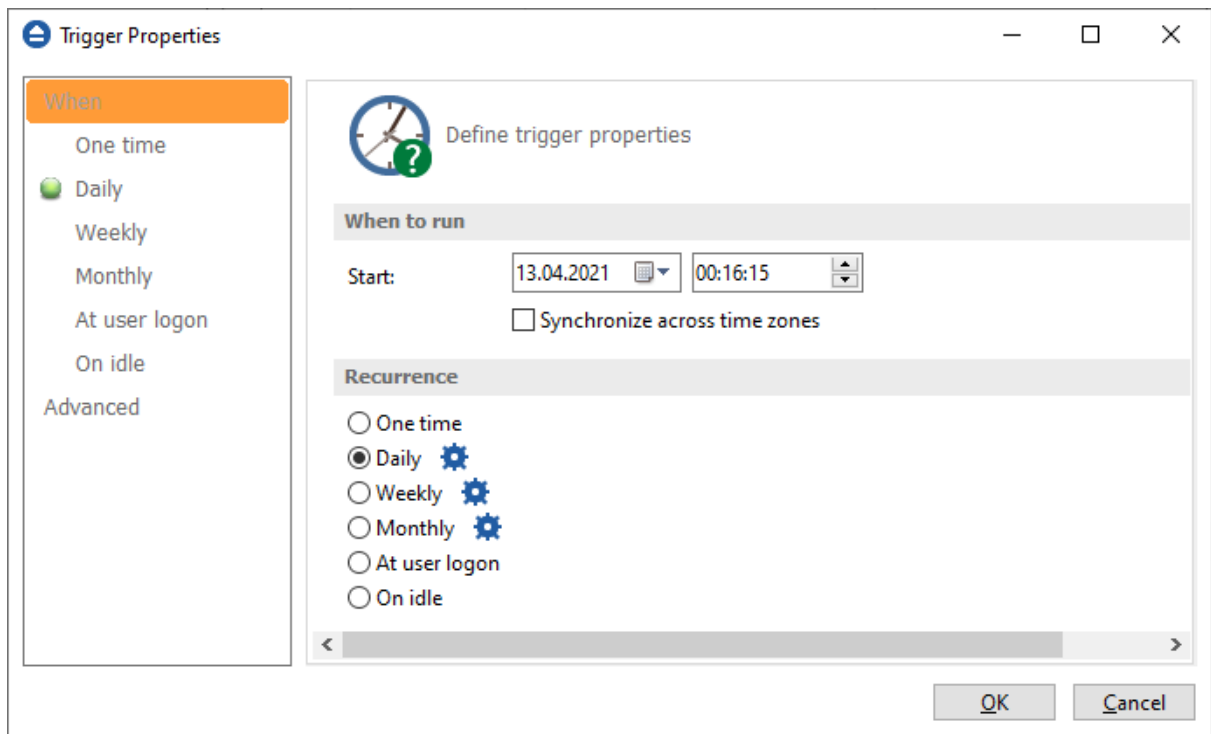 Trigger Properties
When
One time
Daily
Weekly
Monthly
At user logon
On idle
Advanced
Define trigger properties
When to run
Start: 13.04.2021 00:16:15
Synchronize across time zones
Recurrence
One time
Daily
Weekly
Monthly
At user logon
On idle
OK Cancel